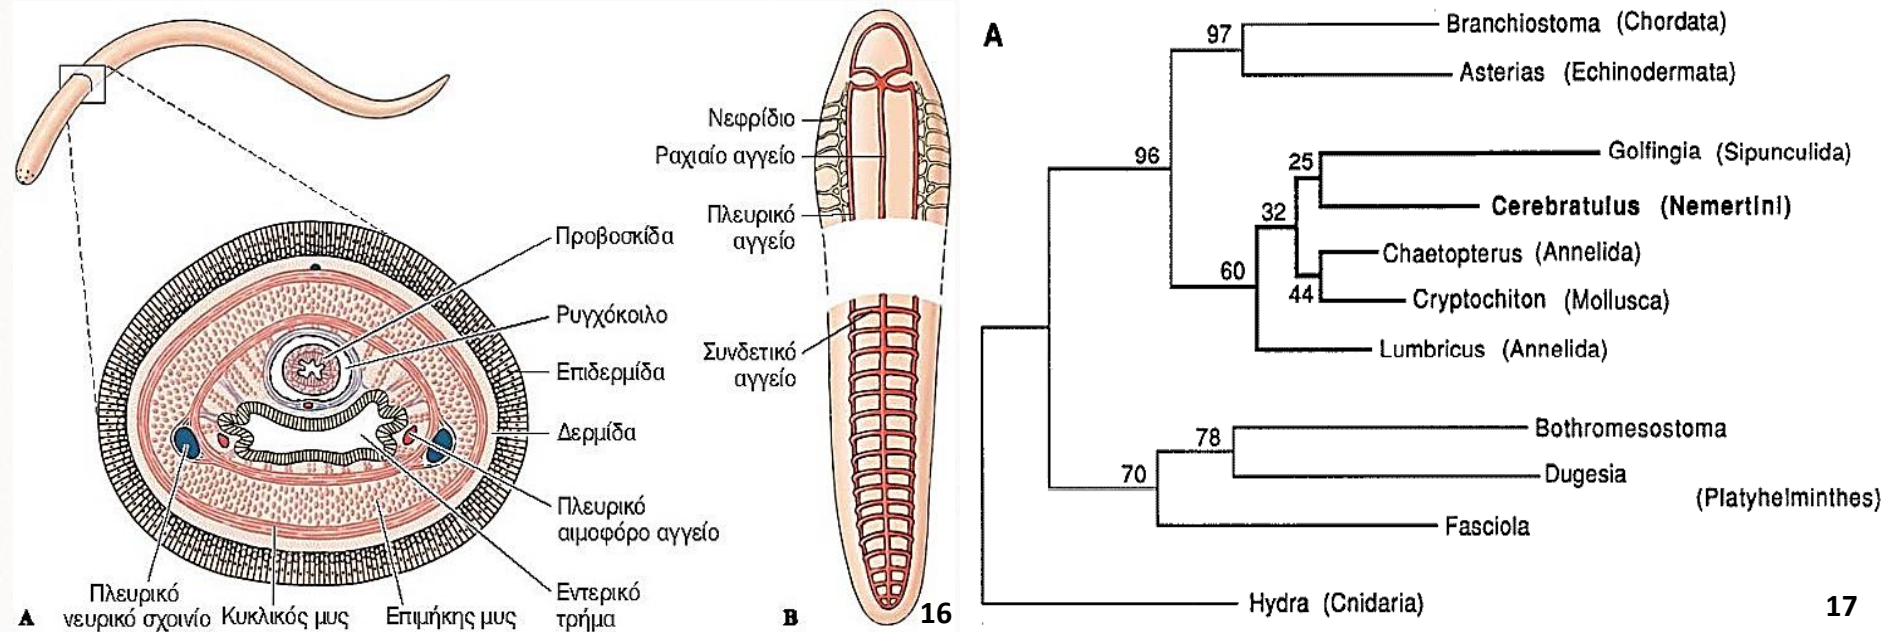 Προβοσκίδα
Ρυγχόκοιλο
Επιδερμίδα
Δερμίδα
Πλευρικό
αιμοφόρο αγγείο
Εντερικό
τρήμα
Επιμήκης μυς
Κυκλικός μυς
Πλευρικό
νευρικό σχοινίο
A
Νεφρίδιο
Ραχιαίο αγγείο
Πλευρικό
αγγείο
Συνδετικό
αγγείο
B
16
A
97
Branchiostoma (Chordata)
Asterias (Echinodermata)
96
25
Golfingia (Sipunculida)
Cerebratulus (Nemertini)
32
Chaetopterus (Annelida)
60
44
Cryptochiton (Mollusca)
Lumbricus (Annelida)
78
Bothromesostoma
70
Dugesia
(Platyhelminthes)
Fasciola
Hydra (Cnidaria)
17